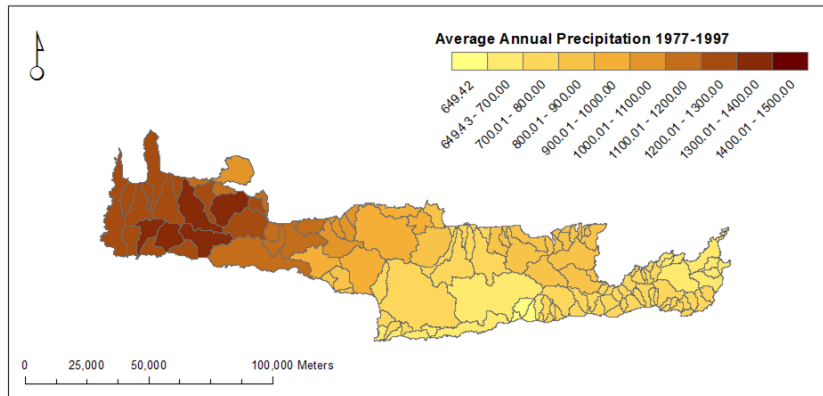 Average Annual Precipitation 1977-1997
649.42
649.43 - 700.00
700.01 - 800.00
800.01 - 900.00
900.01 - 1000.00
1000.01 - 1100.00
1100.01 - 1200.00
1200.01 - 1300.00
1300.01 - 1400.00
1400.01 - 1500.00
0 25,000 50,000 100,000 Meters